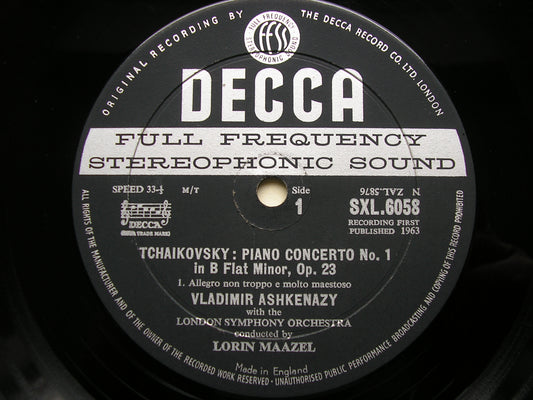 ORIGINAL RECORDING BY THE DECCA RECORD CO. LTD. LONDON
FULL FREQUENCY STEREOPHONIC SOUND
FFSS
DECCA
FULL FREQUENCY
STEREOPHONIC SOUND
SPEED 33-⅓ M/T Side N ZAL.5876
1 SXL.6058
DECCA
TRADE MARK
RECORDING FIRST
PUBLISHED 1963
TCHAIKOVSKY: PIANO CONCERTO No. 1
in B Flat Minor, Op. 23
1. Allegro non troppo e molto maestoso
VLADIMIR ASHKENAZY
with the
LONDON SYMPHONY ORCHESTRA
conducted by
LORIN MAAZEL
Made in England
ALL RIGHTS OF THE MANUFACTURER AND OF THE OWNER OF THE RECORDED WORK RESERVED - UNAUTHORISED PUBLIC PERFORMANCE BROADCASTING AND COPYING OF THIS RECORD PROHIBITED